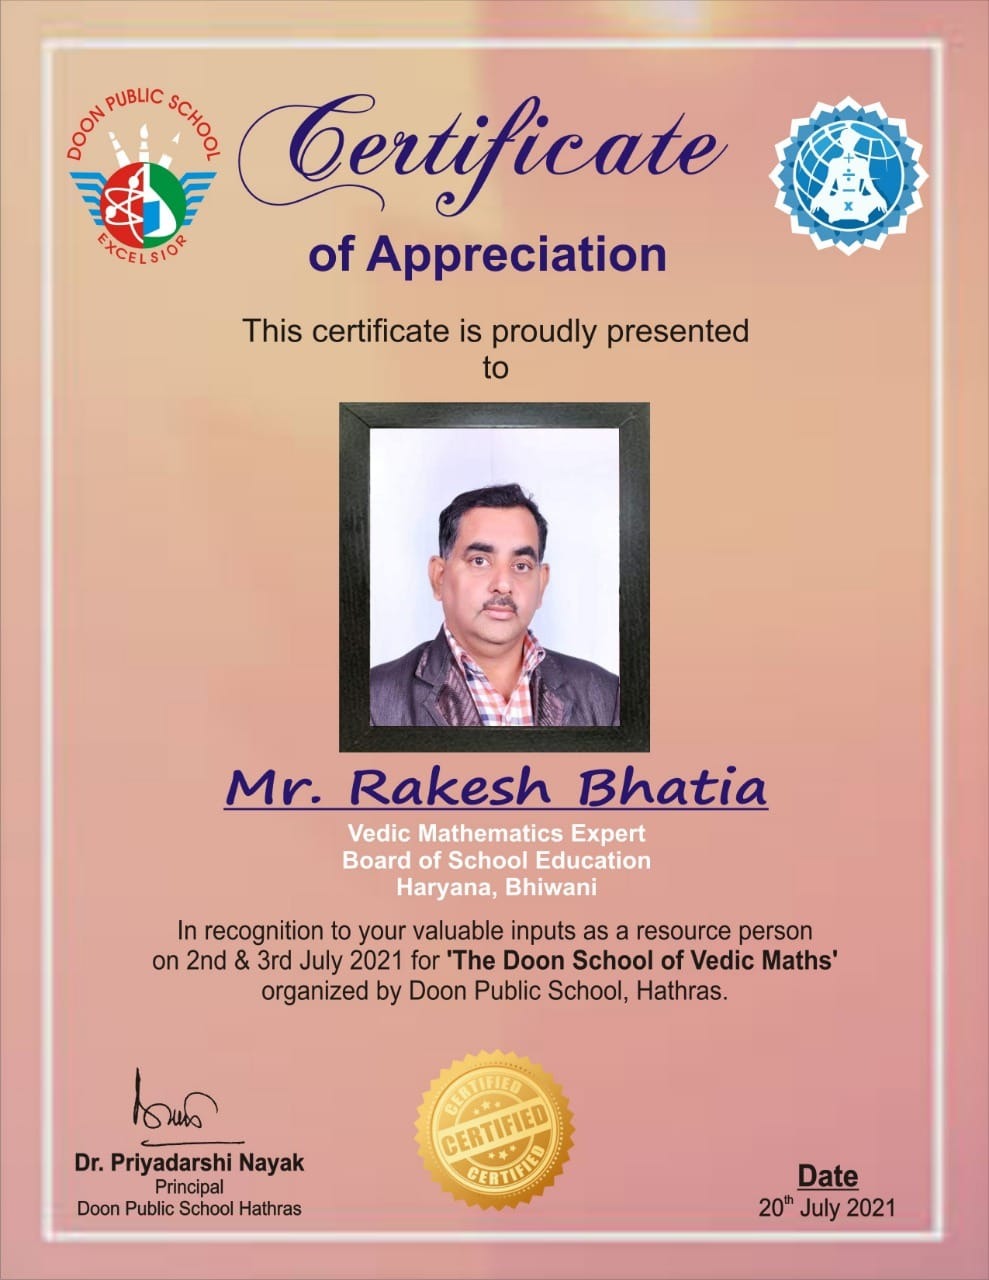 DOON PUBLIC SCHOOL
EXCELSIOR
Certificate
of Appreciation
This certificate is proudly presented
to
Mr. Rakesh Bhatia
Vedic Mathematics Expert
Board of School Education
Haryana, Bhiwani
In recognition to your valuable inputs as a resource person
on 2nd & 3rd July 2021 for 'The Doon School of Vedic Maths'
organized by Doon Public School, Hathras.
CERTIFIED
CERTIFIED
CERTIFIED
Dr. Priyadarshi Nayak
Principal
Doon Public School Hathras
Date
20th July 2021